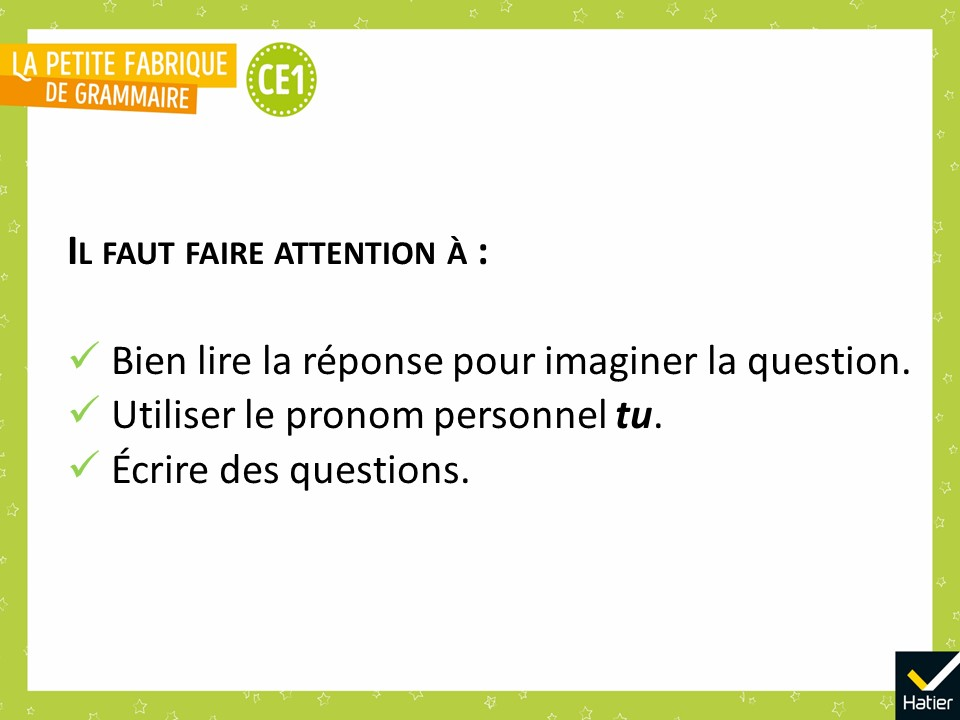 LA PETITE FABRIQUE
DE GRAMMAIRE
CE1
IL FAUT FAIRE ATTENTION À :
✓ Bien lire la réponse pour imaginer la question.
✓ Utiliser le pronom personnel tu.
✓ Écrire des questions.
Hatier